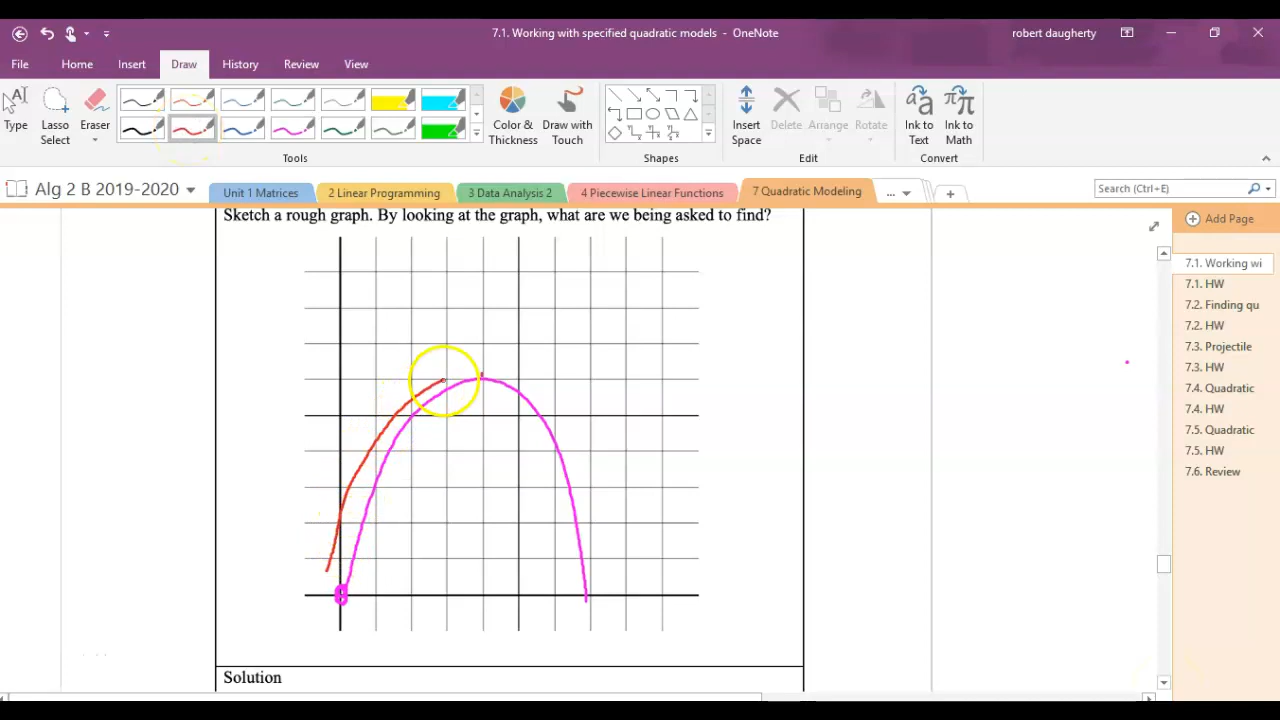 7.1. Working with specified quadratic models - OneNote
robert daugherty
File Home Insert Draw History Review View
Type
Lasso Select
Eraser
Color & Thickness
Draw with Touch
Insert Space
Delete
Arrange
Rotate
Ink to Text
Ink to Math
Tools
Shapes
Edit
Convert
Alg 2 B 2019-2020
Unit 1 Matrices
2 Linear Programming
3 Data Analysis 2
4 Piecewise Linear Functions
7 Quadratic Modeling
...
Search (Ctrl+E)
Add Page
Sketch a rough graph. By looking at the graph, what are we being asked to find?
7.1. Working wi
7.1. HW
7.2. Finding qu
7.2. HW
7.3. Projectile
7.3. HW
7.4. Quadratic
7.4. HW
7.5. Quadratic
7.5. HW
7.6. Review
Solution